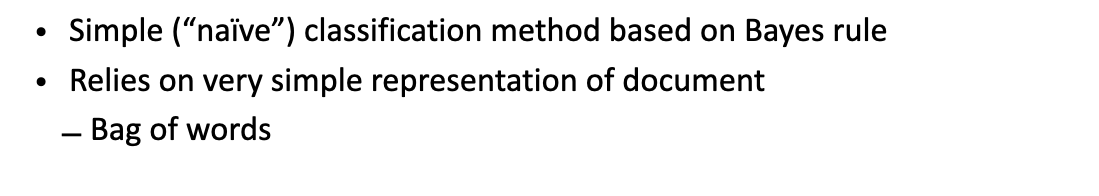 • Simple (“naïve”) classification method based on Bayes rule
• Relies on very simple representation of document
– Bag of words